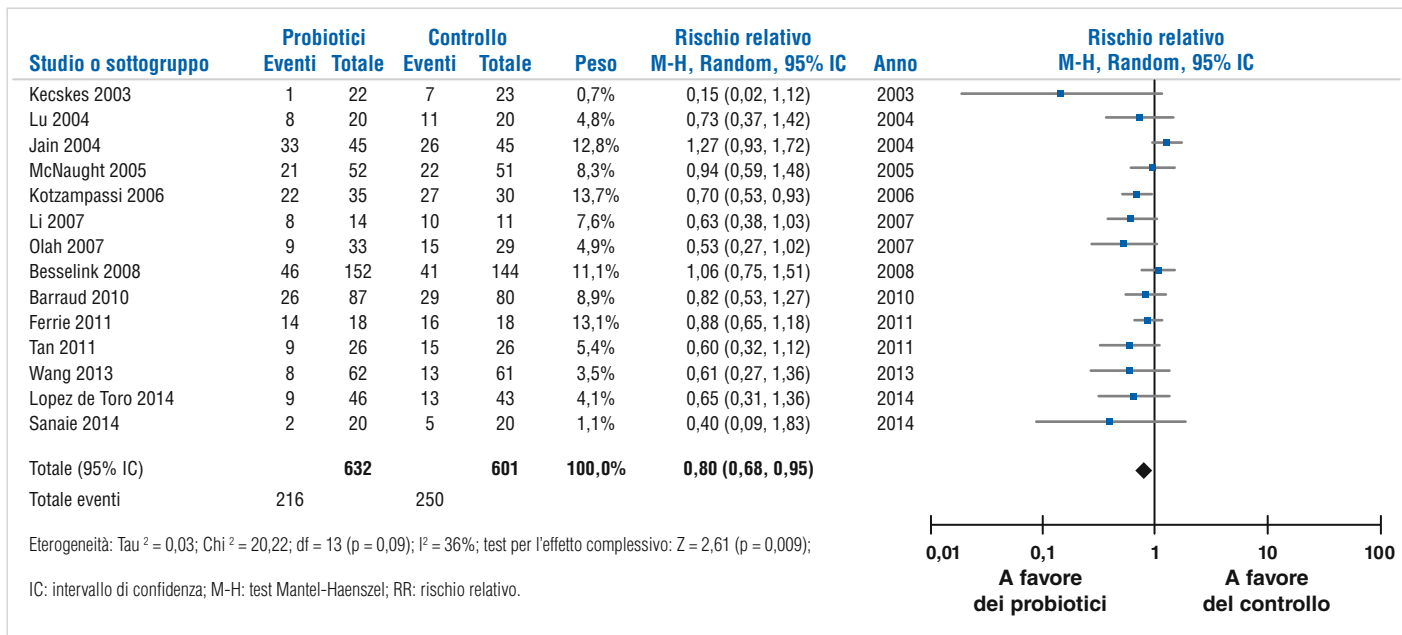 Probiotici Controllo Rischio relativo Rischio relativo
Studio o sottogruppo Eventi Totale Eventi Totale Peso M-H, Random, 95% IC Anno M-H, Random, 95% IC
Kecskes 2003 1 22 7 23 0,7% 0,15 (0,02, 1,12) 2003
Lu 2004 8 20 11 20 4,8% 0,73 (0,37, 1,42) 2004
Jain 2004 33 45 26 45 12,8% 1,27 (0,93, 1,72) 2004
McNaught 2005 21 52 22 51 8,3% 0,94 (0,59, 1,48) 2005
Kotzampassi 2006 22 35 27 30 13,7% 0,70 (0,53, 0,93) 2006
Li 2007 8 14 10 11 7,6% 0,63 (0,38, 1,03) 2007
Olah 2007 9 33 15 29 4,9% 0,53 (0,27, 1,02) 2007
Besselink 2008 46 152 41 144 11,1% 1,06 (0,75, 1,51) 2008
Barraud 2010 26 87 29 80 8,9% 0,82 (0,53, 1,27) 2010
Ferrie 2011 14 18 16 18 13,1% 0,88 (0,65, 1,18) 2011
Tan 2011 9 26 15 26 5,4% 0,60 (0,32, 1,12) 2011
Wang 2013 8 62 13 61 3,5% 0,61 (0,27, 1,36) 2013
Lopez de Toro 2014 9 46 13 43 4,1% 0,65 (0,31, 1,36) 2014
Sanaie 2014 2 20 5 20 1,1% 0,40 (0,09, 1,83) 2014
Totale (95% IC) 632 601 100,0% 0,80 (0,68, 0,95)
Totale eventi 216 250
Eterogeneità: Tau ² = 0,03; Chi ² = 20,22; df = 13 (p = 0,09); I² = 36%; test per l'effetto complessivo: Z = 2,61 (p = 0,009);
0,01 0,1 1 10 100
A favore A favore
dei probiotici del controllo
IC: intervallo di confidenza; M-H: test Mantel-Haenszel; RR: rischio relativo.